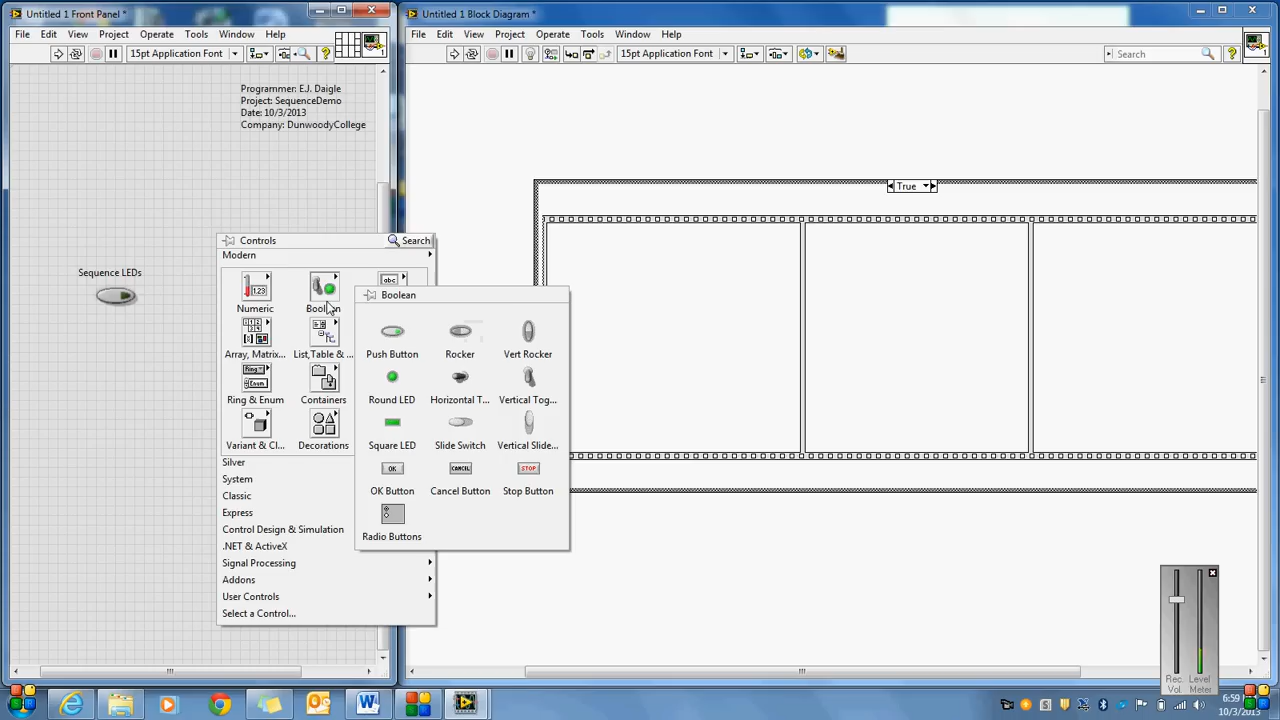 Untitled 1 Front Panel *
File Edit View Project Operate Tools Window Help
15pt Application Font
Programmer: E.J. Daigle
Project: SequenceDemo
Date: 10/3/2013
Company: DunwoodyCollege
Sequence LEDs
Untitled 1 Block Diagram *
File Edit View Project Operate Tools Window Help
15pt Application Font
Search
True
Controls
Search
Modern
Numeric
Array, Matrix...
List, Table & ...
Ring & Enum
Containers
Variant & Cl...
Decorations
Silver
System
Classic
Express
Control Design & Simulation
.NET & ActiveX
Signal Processing
Addons
User Controls
Select a Control...
Boolean
Push Button
Rocker
Vert Rocker
Round LED
Horizontal T...
Vertical Tog...
Square LED
Slide Switch
Vertical Slide...
OK
CANCEL
STOP
OK Button
Cancel Button
Stop Button
Radio Buttons
Rec. Vol.
Level Meter
6:59
10/3/2013